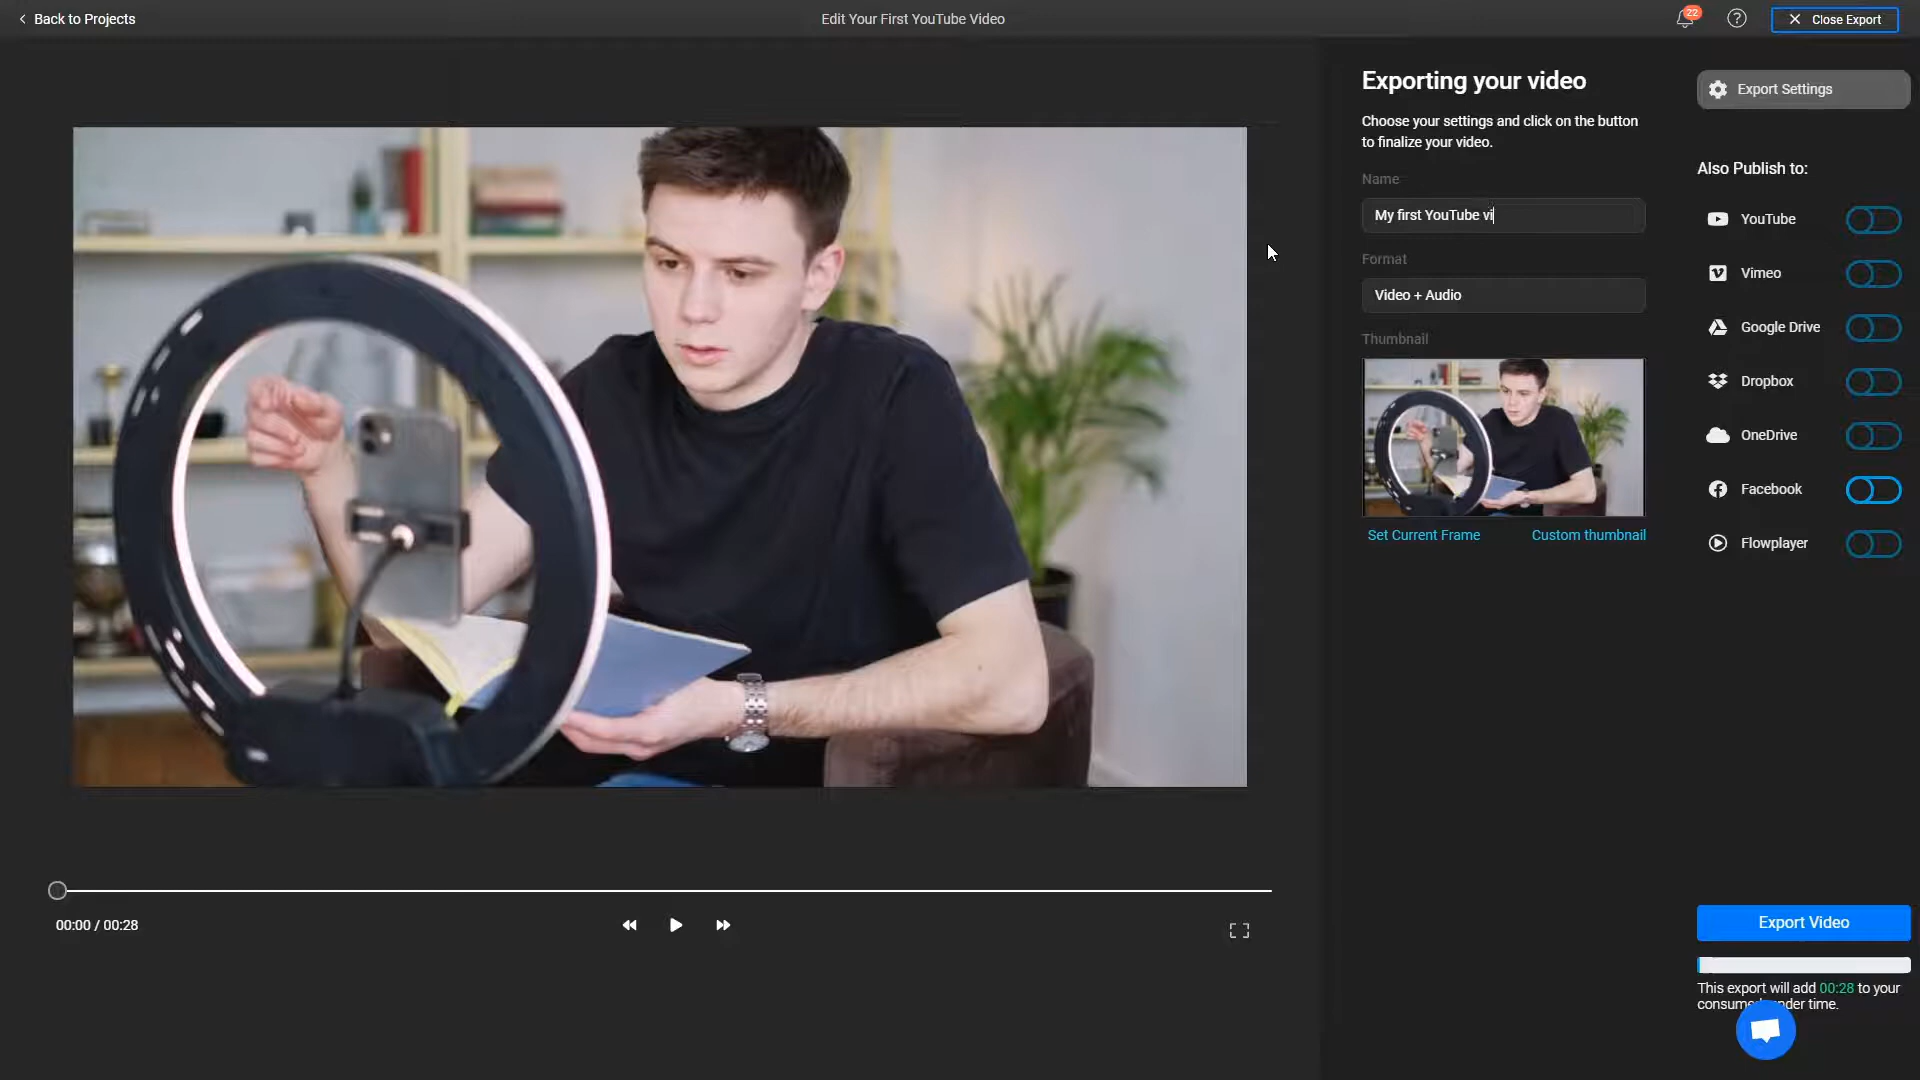 Back to Projects
Edit Your First YouTube Video
22
?
Close Export
Exporting your video
Choose your settings and click on the button
to finalize your video.
Name
My first YouTube vi
Format
Video + Audio
Thumbnail
Set Current Frame
Custom thumbnail
Export Settings
Also Publish to:
YouTube
Vimeo
Google Drive
Dropbox
OneDrive
Facebook
Flowplayer
00:00 / 00:28
Export Video
This export will add 00:28 to your
time.